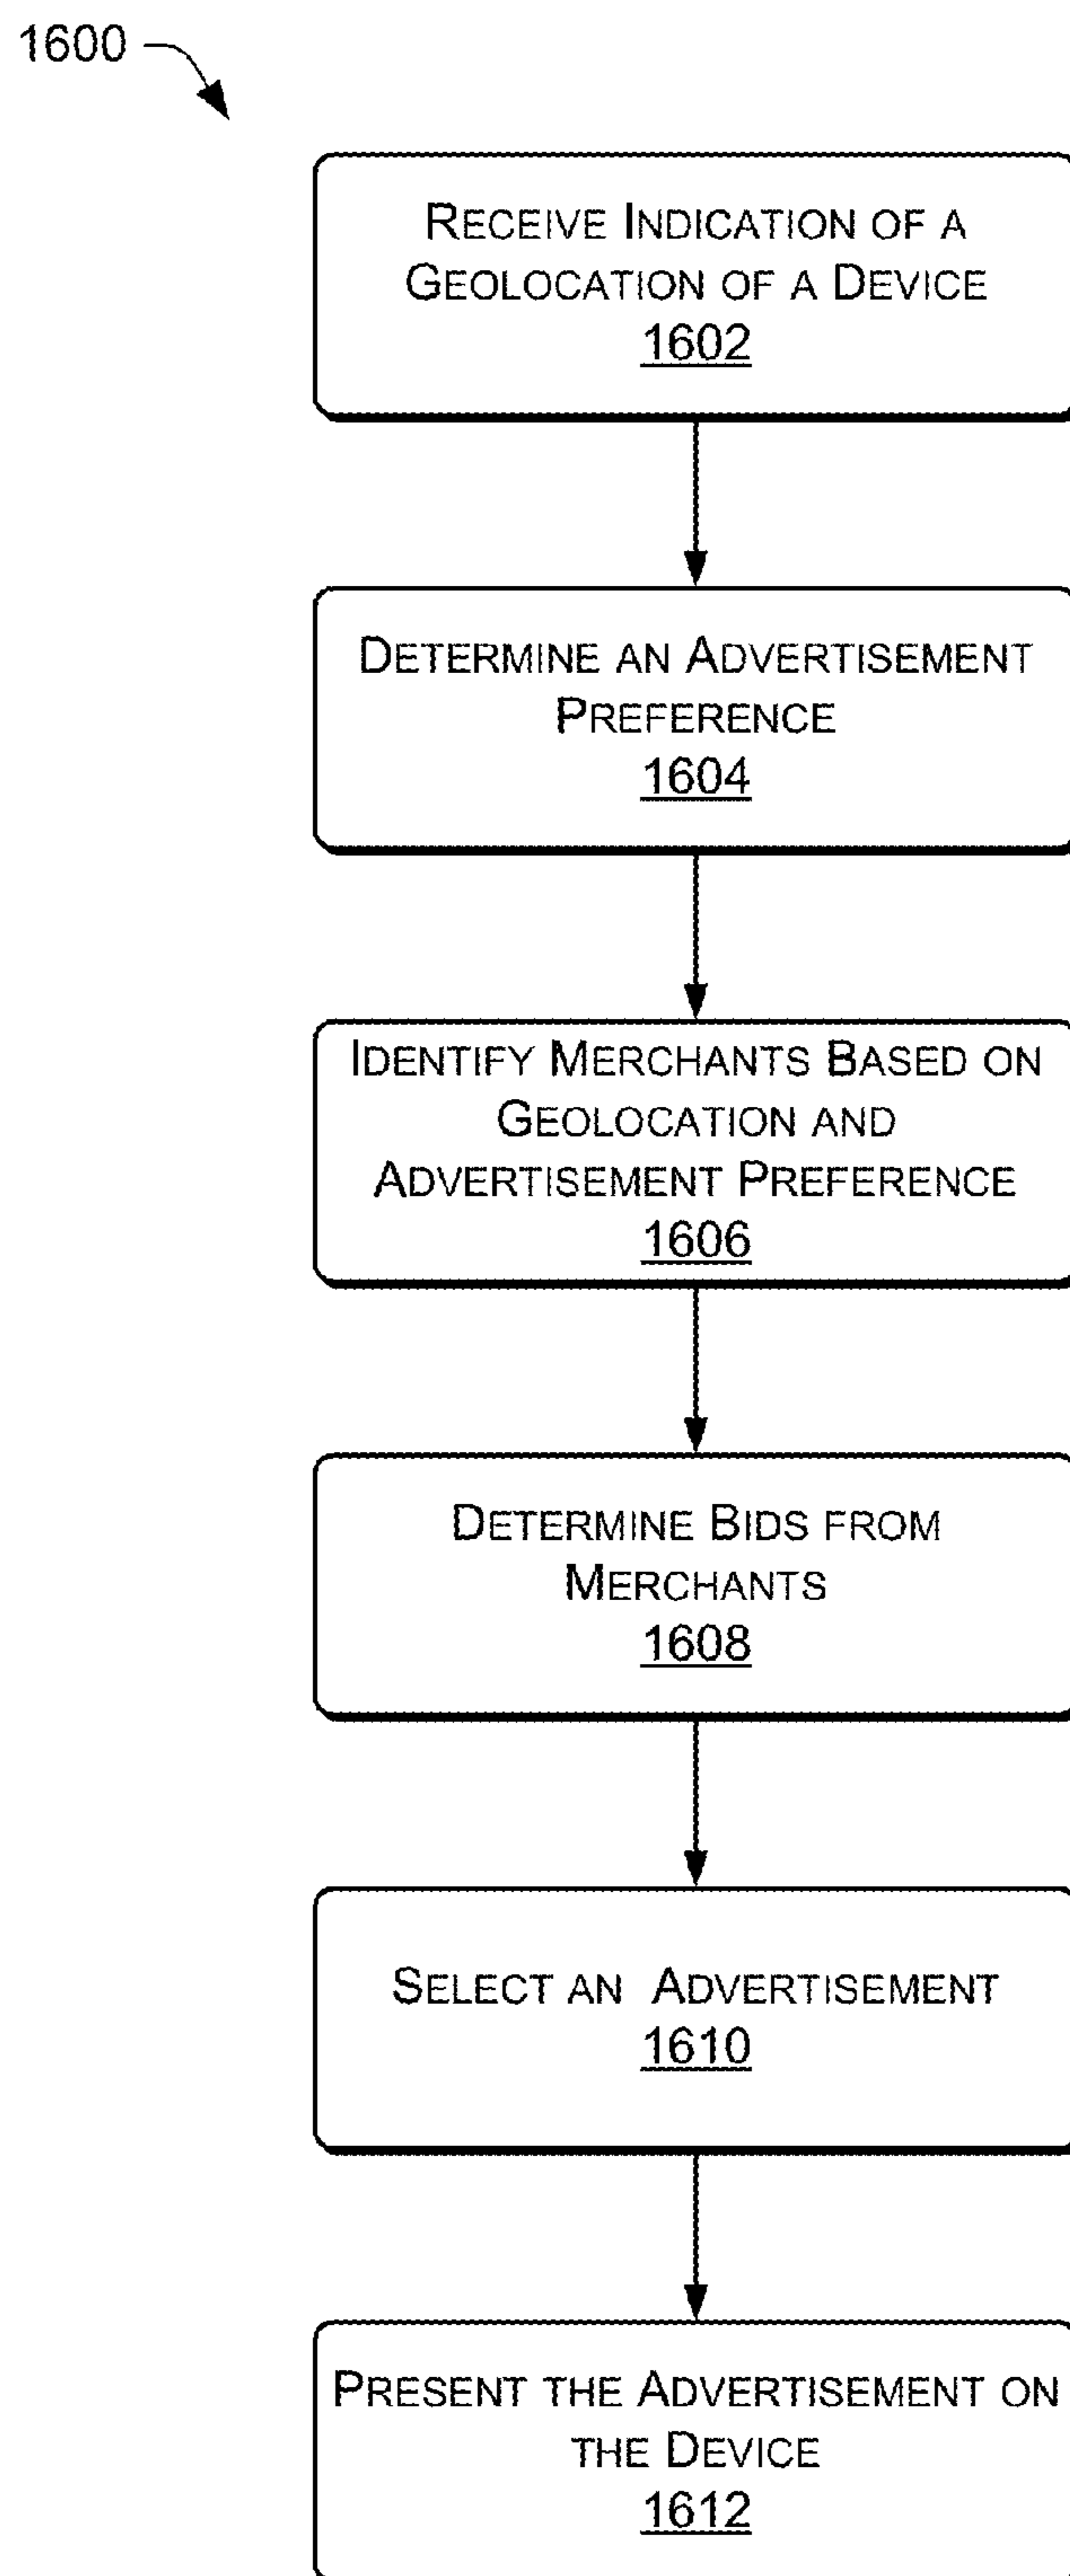 1600
RECEIVE INDICATION OF A
GEOLOCATION OF A DEVICE
1602
DETERMINE AN ADVERTISEMENT
PREFERENCE
1604
IDENTIFY MERCHANTS BASED ON
GEOLOCATION AND
ADVERTISEMENT PREFERENCE
1606
DETERMINE BIDS FROM
MERCHANTS
1608
SELECT AN ADVERTISEMENT
1610
PRESENT THE ADVERTISEMENT ON
THE DEVICE
1612